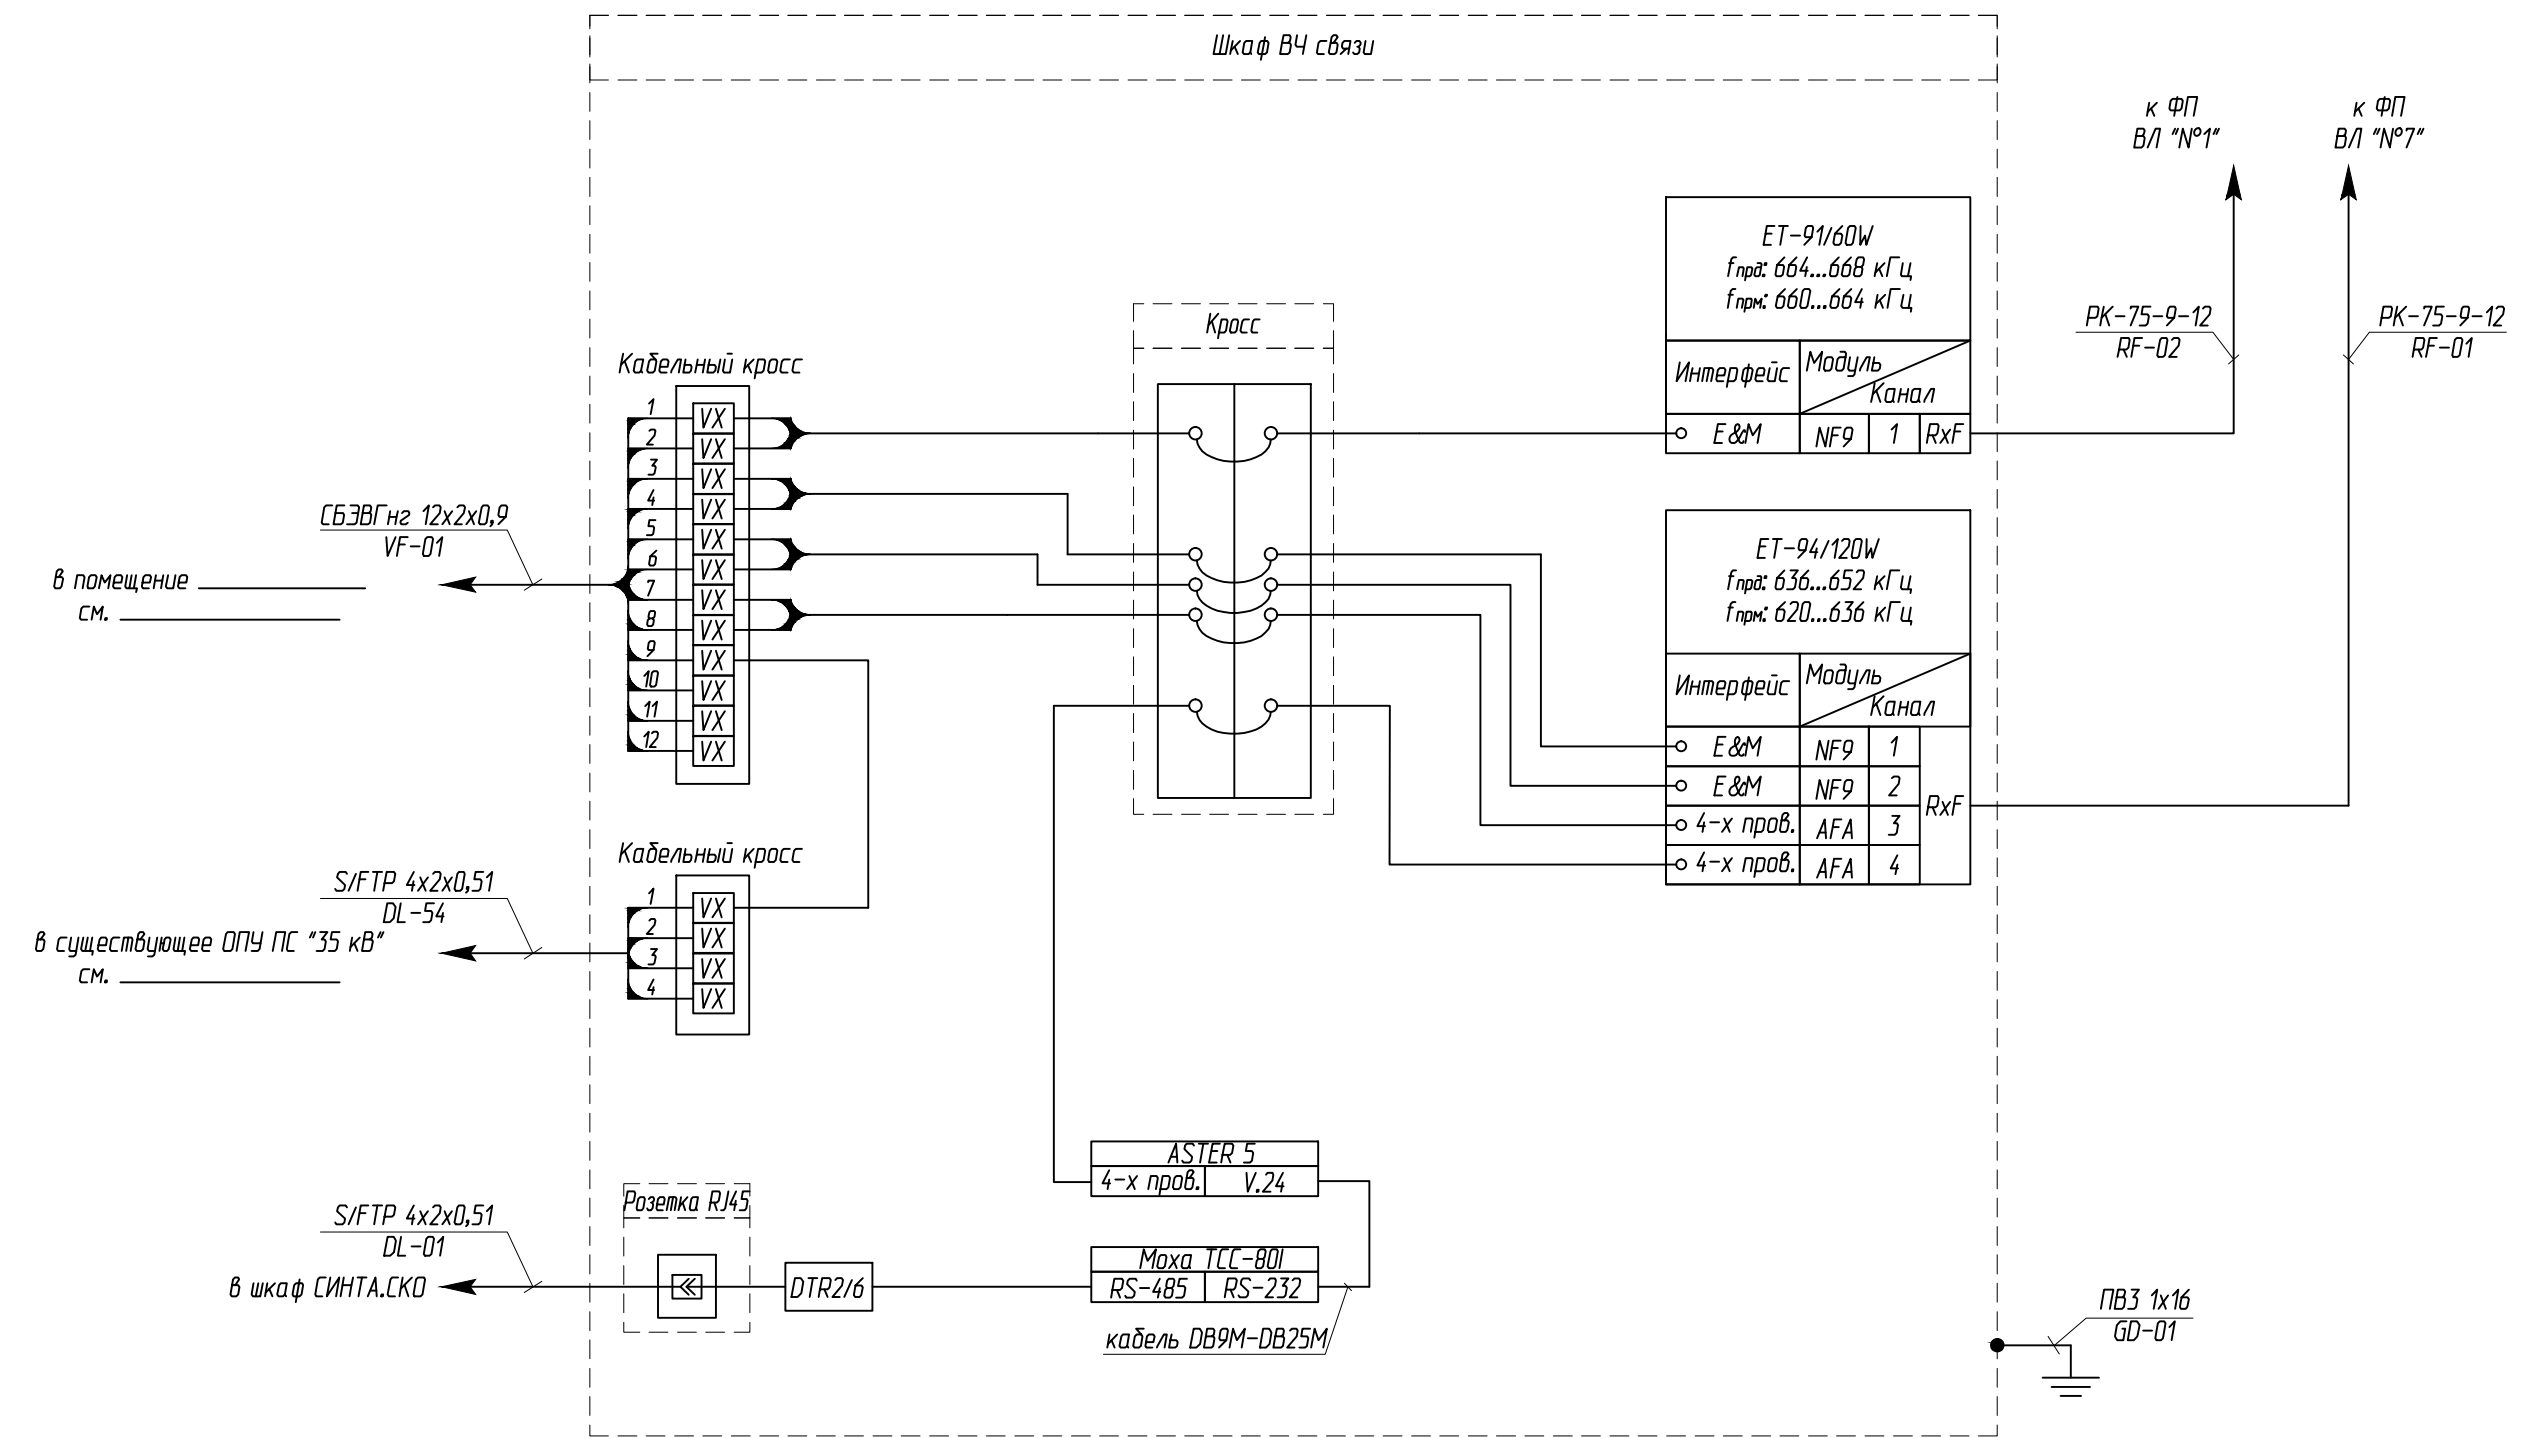 Шкаф ВЧ связи
к ФП
ВЛ "№1"
к ФП
ВЛ "№7"
ЕТ-91/60W
fпрд: 664...668 кГц
fпрм: 660...664 кГц
Интерфейс
Модуль
Канал
E&M NF9 1 RxF
РК-75-9-12
RF-02
РК-75-9-12
RF-01
Кросс
Кабельный кросс
1 VX
2 VX
3 VX
4 VX
5 VX
6 VX
7 VX
8 VX
9 VX
10 VX
11 VX
12 VX
СБЭВГнг 12х2х0,9
VF-01
в помещение
см.
ЕТ-94/120W
fпрд: 636...652 кГц
fпрм: 620...636 кГц
Интерфейс
Модуль
Канал
E&M NF9 1
E&M NF9 2
RxF
4-х пров. AFA 3
4-х пров. AFA 4
Кабельный кросс
1 VX
2 VX
3 VX
4 VX
S/FTP 4х2х0,51
DL-54
в существующее ОПУ ПС "35 кВ"
см.
ASTER 5
4-х пров. V.24
Розетка RJ45
S/FTP 4х2х0,51
DL-01
в шкаф СИНТА.СКО
DTR2/6
Moxa TCC-80I
RS-485 RS-232
кабель DB9M-DB25M
ПВ3 1х16
GD-01